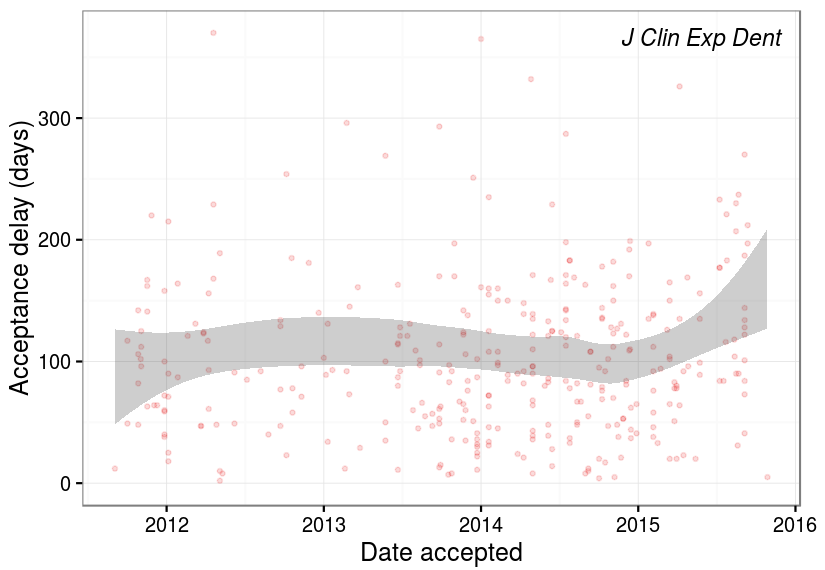 J Clin Exp Dent
Acceptance delay (days)
300
200
100
0
2012 2013 2014 2015 2016
Date accepted